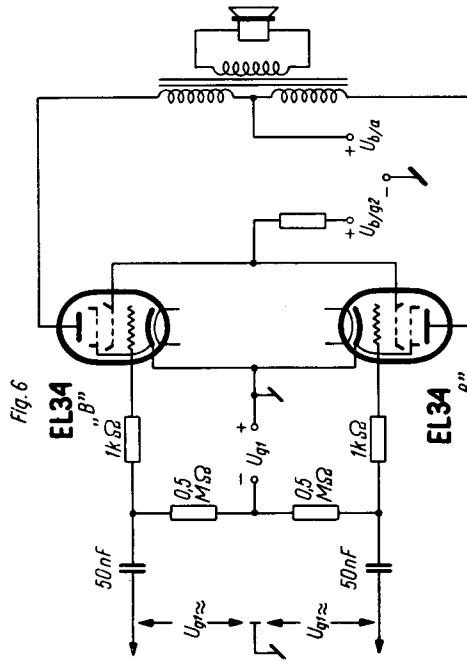 Fig. 6
EL34
"B"
1kΩ
50nF
0,5
MΩ
Ug1≈
− Ug1 +
Ub/g2
+
Ub/a
+
−
0,5
MΩ
Ug1≈
50nF
1kΩ
EL34
"B"